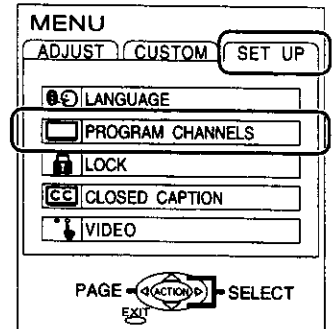 MENU
ADJUST CUSTOM SET UP
LANGUAGE
PROGRAM CHANNELS
LOCK
CC CLOSED CAPTION
VIDEO
PAGE ACTION SELECT
EXIT